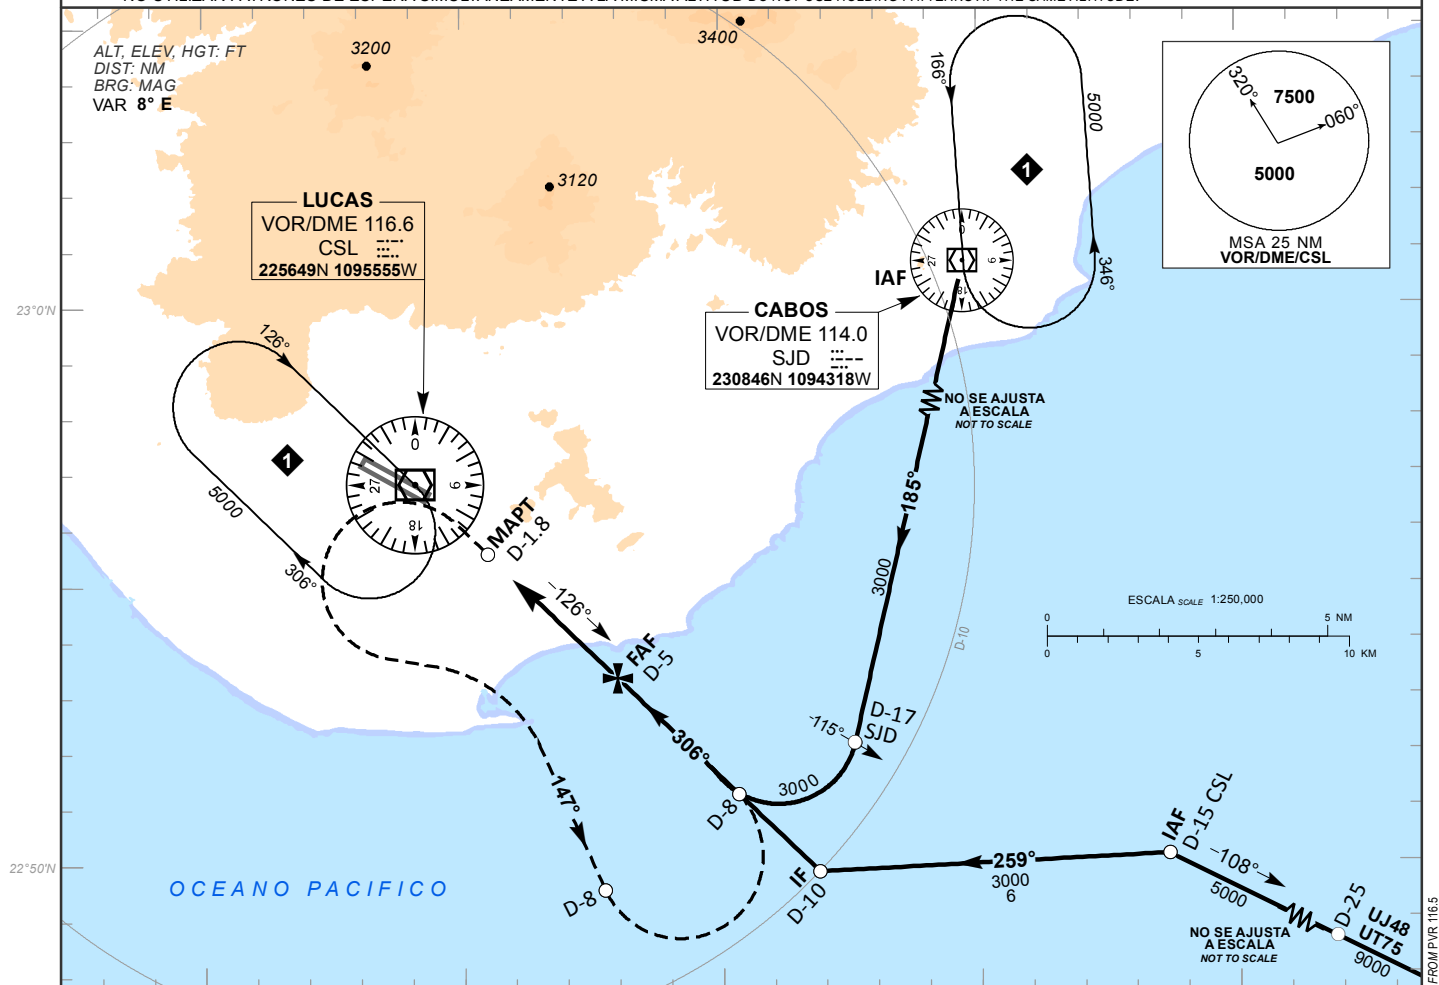 ALT, ELEV, HGT: FT
DIST: NM
BRG: MAG
VAR 8° E
3200
3400
3120
LUCAS
VOR/DME 116.6
CSL
225649N 1095555W
IAF
CABOS
VOR/DME 114.0
SJD
230846N 1094318W
166°
5000
1
346°
0
9
18
27
320°
7500
060°
5000
MSA 25 NM
VOR/DME/CSL
23°0'N
126°
1
5000
306°
0
9
18
27
MAPT
D-1.8
-126°
FAF
D-5
NO SE AJUSTA
A ESCALA
NOT TO SCALE
185°
3000
D-10
ESCALA SCALE 1:250,000
0 5 NM
0 5 10 KM
D-17
SJD
-115°
306°
3000
D-8
147°
D-8
IF
D-10
259°
3000
6
IAF
D-15 CSL
-108°
5000
NO SE AJUSTA
A ESCALA
NOT TO SCALE
D-25
UJ48
UT75
9000
FROM PVR 116.5
22°50'N
OCEANO PACIFICO